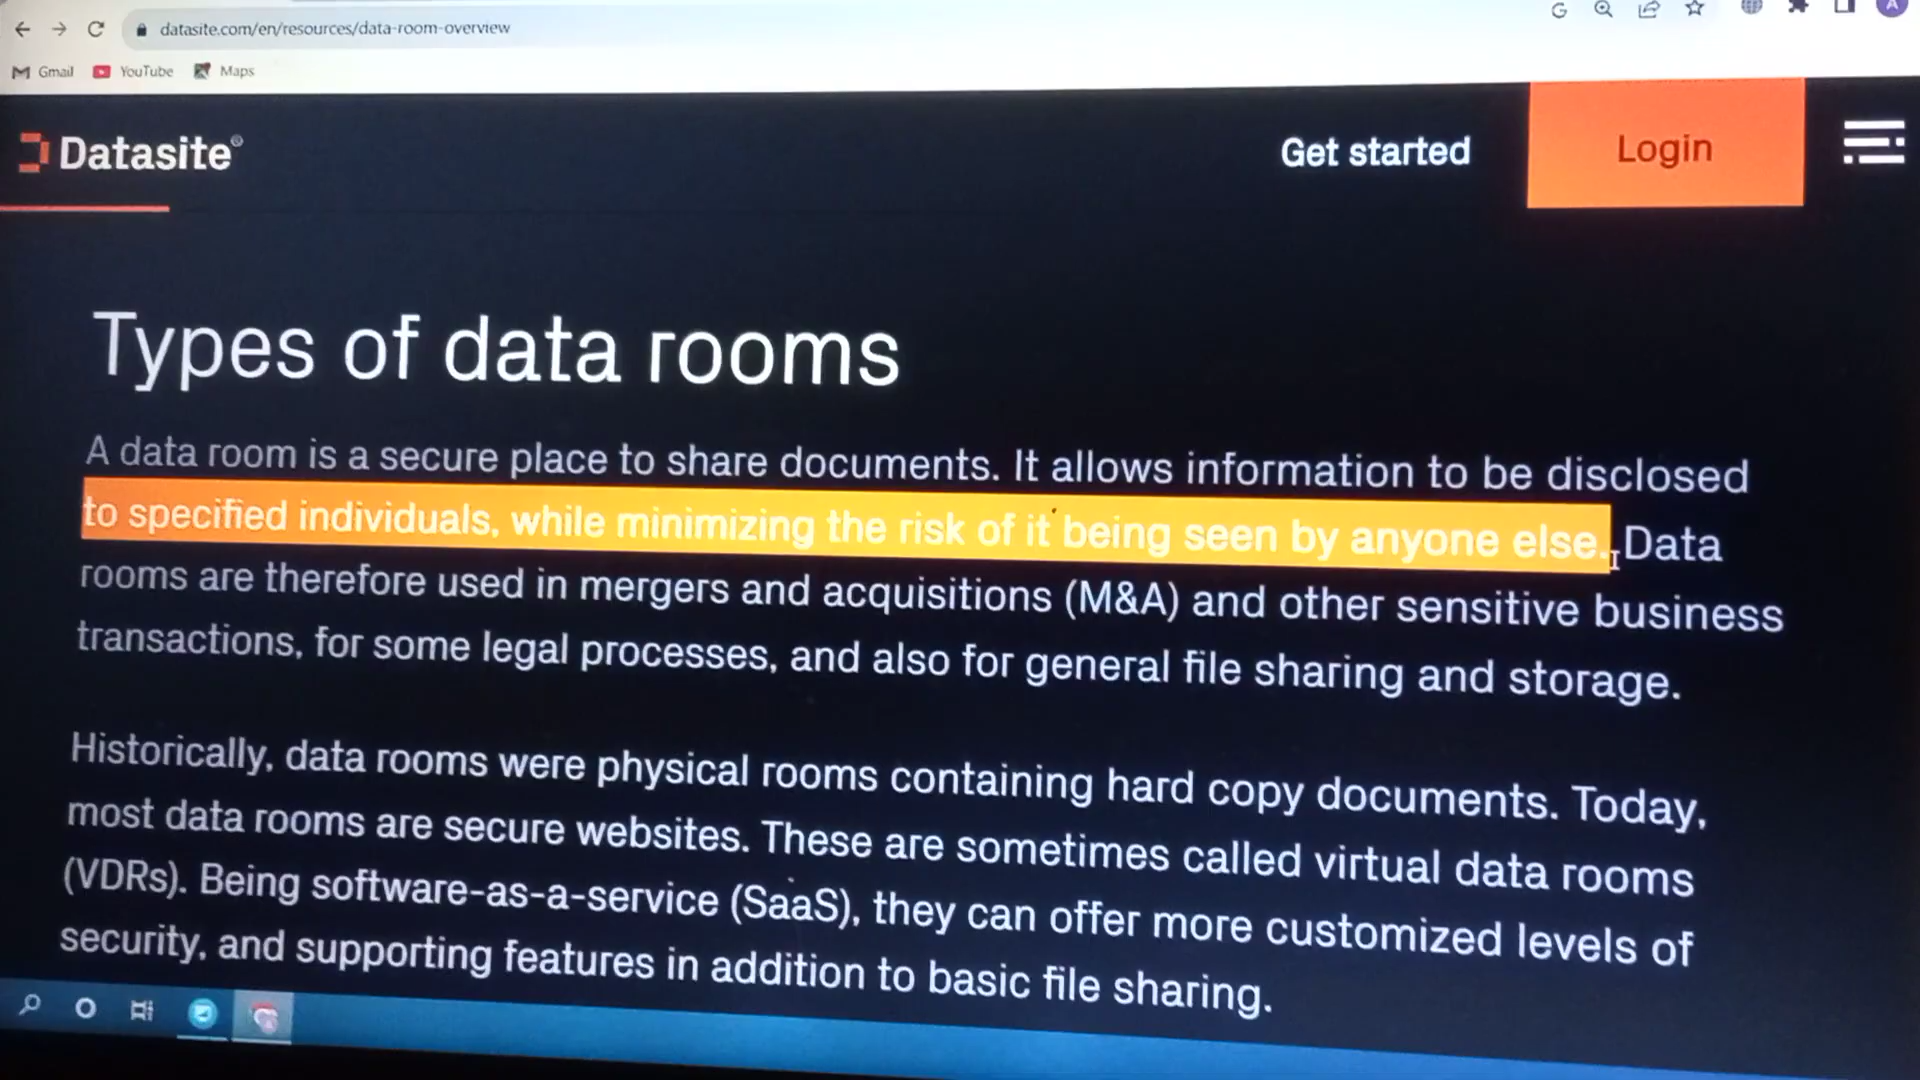 datasite.com/en/resources/data-room-overview
Gmail YouTube Maps
Datasite®
Get started
Login
Types of data rooms
A data room is a secure place to share documents. It allows information to be disclosed
to specified individuals, while minimizing the risk of it being seen by anyone else. Data
rooms are therefore used in mergers and acquisitions (M&A) and other sensitive business
transactions, for some legal processes, and also for general file sharing and storage.
Historically, data rooms were physical rooms containing hard copy documents. Today,
most data rooms are secure websites. These are sometimes called virtual data rooms
(VDRs). Being software-as-a-service (SaaS), they can offer more customized levels of
security, and supporting features in addition to basic file sharing.